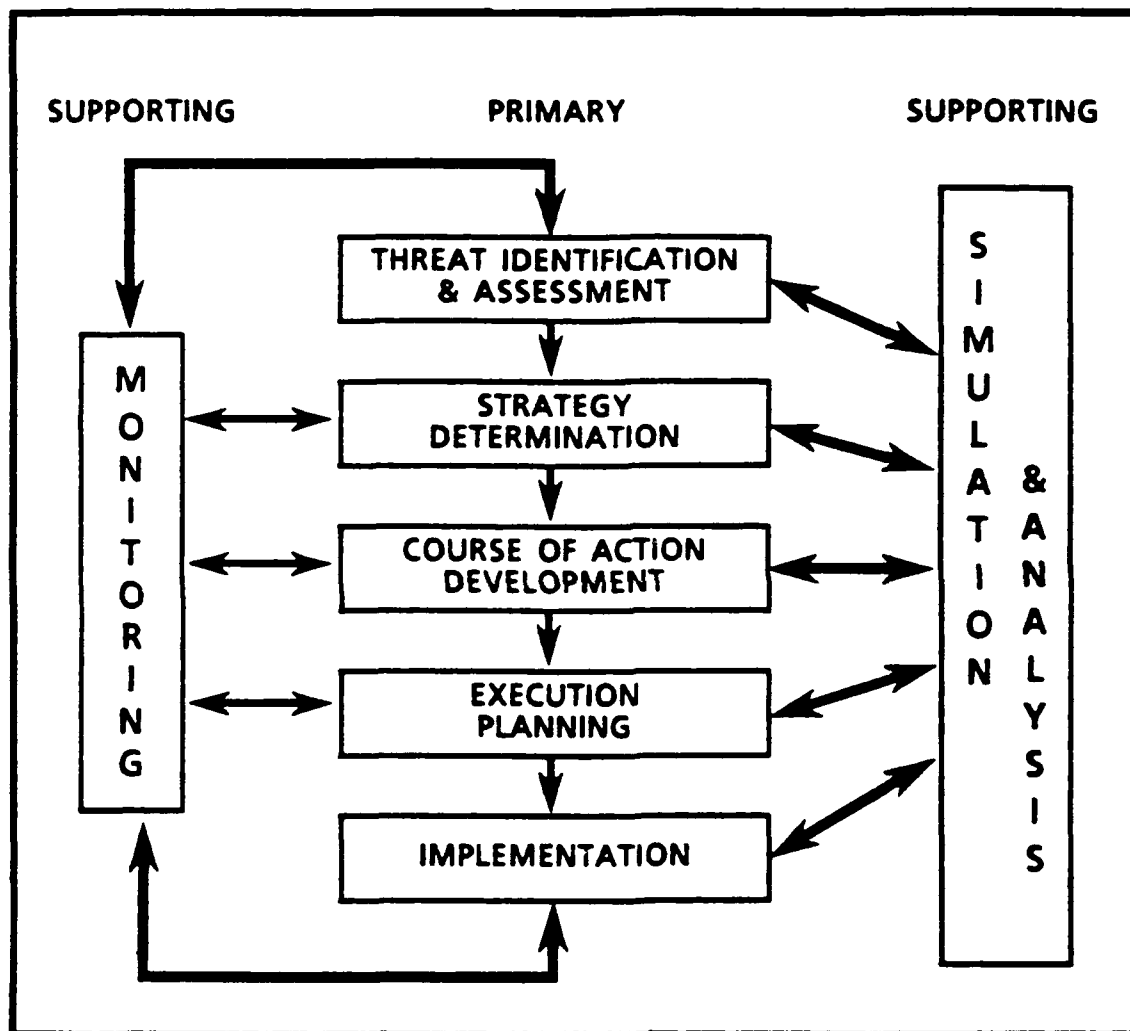 SUPPORTING
PRIMARY
SUPPORTING
THREAT IDENTIFICATION
& ASSESSMENT
STRATEGY
DETERMINATION
COURSE OF ACTION
DEVELOPMENT
EXECUTION
PLANNING
IMPLEMENTATION
MONITORING
SIMULATION
& ANALYSIS